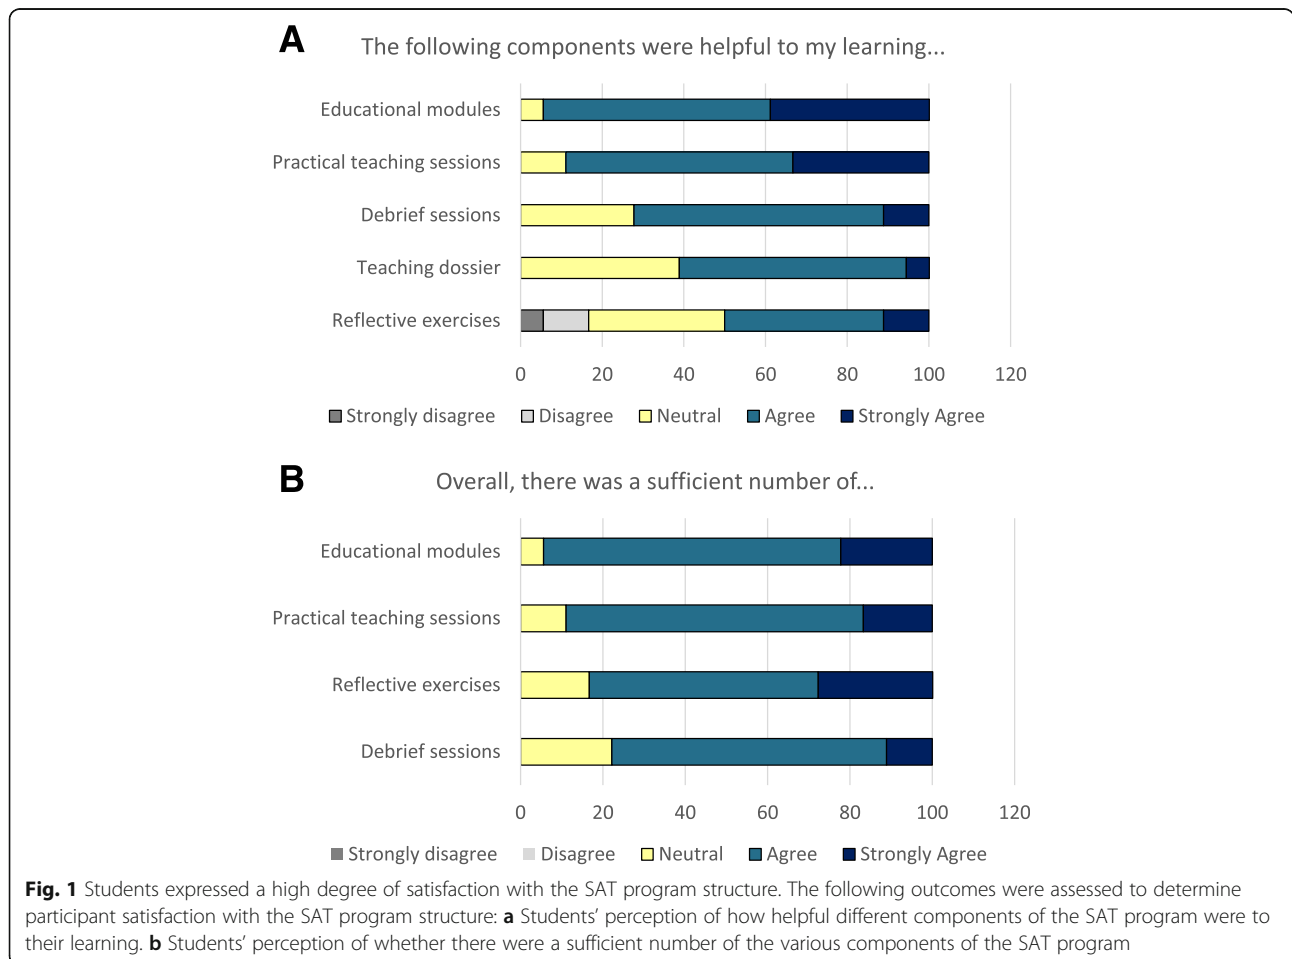 A
The following components were helpful to my learning...
Educational modules
Practical teaching sessions
Debrief sessions
Teaching dossier
Reflective exercises
0 20 40 60 80 100 120
Strongly disagree Disagree Neutral Agree Strongly Agree
B
Overall, there was a sufficient number of...
Educational modules
Practical teaching sessions
Reflective exercises
Debrief sessions
0 20 40 60 80 100 120
Strongly disagree Disagree Neutral Agree Strongly Agree
Fig. 1 Students expressed a high degree of satisfaction with the SAT program structure. The following outcomes were assessed to determine
participant satisfaction with the SAT program structure: a Students’ perception of how helpful different components of the SAT program were to
their learning. b Students’ perception of whether there were a sufficient number of the various components of the SAT program